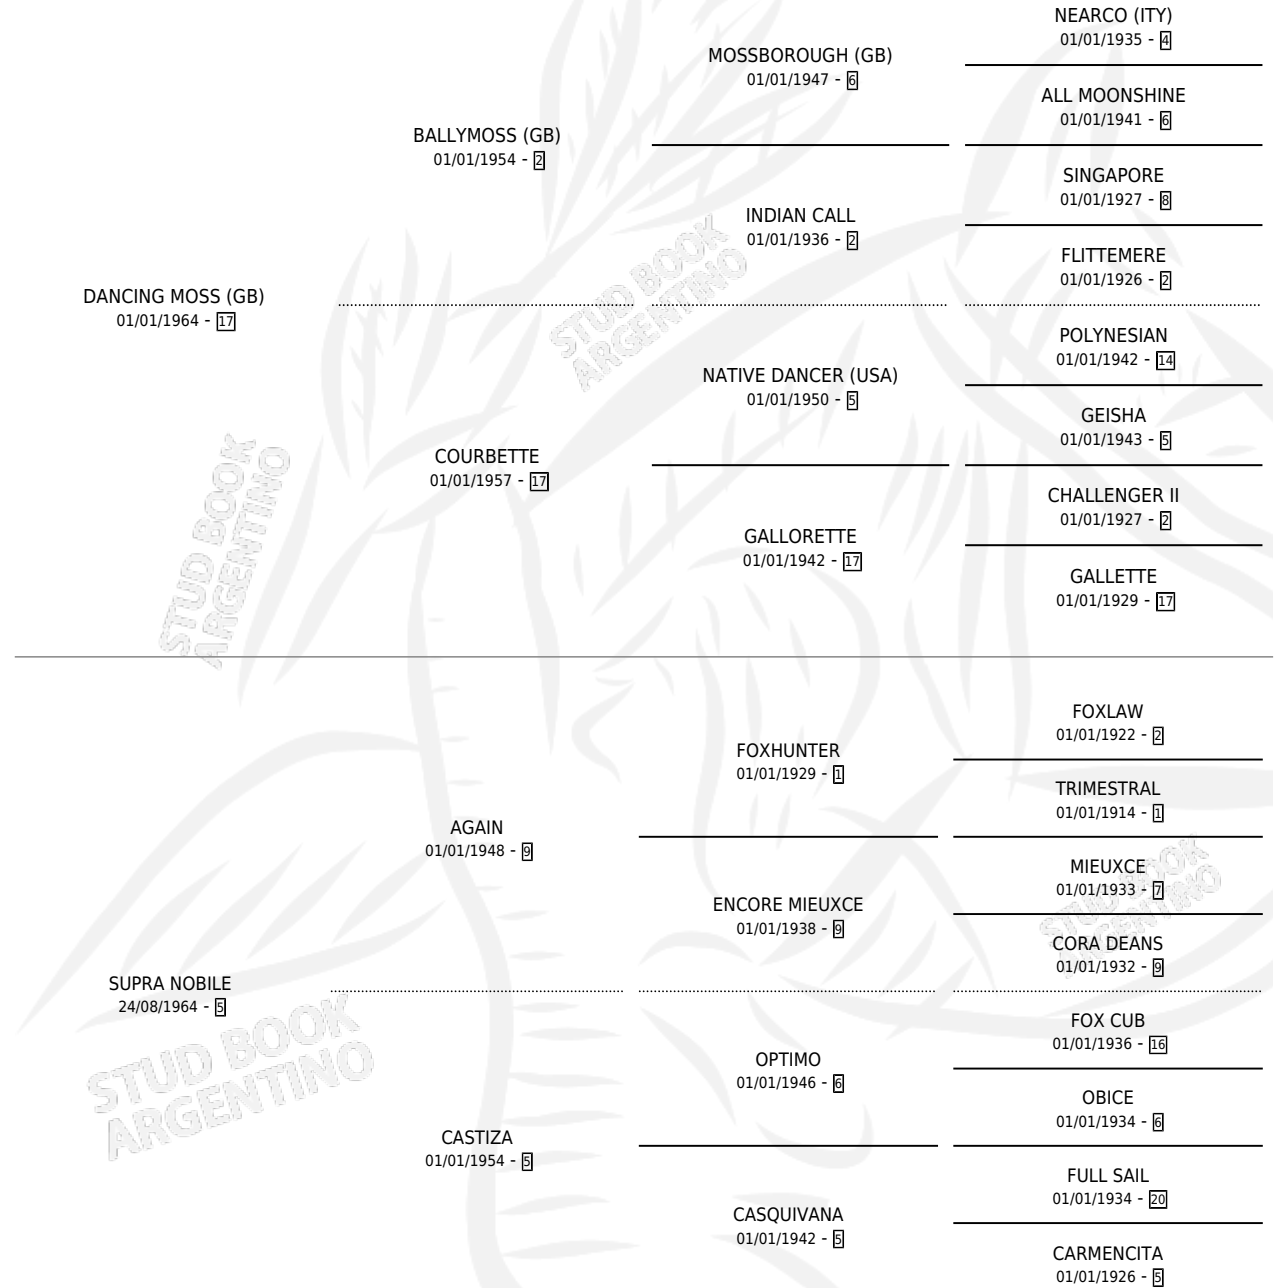 NEARCO (ITY)
01/01/1935 - 4
MOSSBOROUGH (GB)
01/01/1947 - 6
ALL MOONSHINE
01/01/1941 - 6
BALLYMOSS (GB)
01/01/1954 - 2
SINGAPORE
01/01/1927 - 8
INDIAN CALL
01/01/1936 - 2
FLITTEMERE
01/01/1926 - 2
DANCING MOSS (GB)
01/01/1964 - 17
POLYNESIAN
01/01/1942 - 14
NATIVE DANCER (USA)
01/01/1950 - 5
GEISHA
01/01/1943 - 5
COURBETTE
01/01/1957 - 17
CHALLENGER II
01/01/1927 - 2
GALLORETTE
01/01/1942 - 17
GALLETTE
01/01/1929 - 17
FOXLAW
01/01/1922 - 2
FOXHUNTER
01/01/1929 - 1
TRIMESTRAL
01/01/1914 - 1
AGAIN
01/01/1948 - 9
MIEUXCE
01/01/1933 - 7
ENCORE MIEUXCE
01/01/1938 - 9
CORA DEANS
01/01/1932 - 9
SUPRA NOBILE
24/08/1964 - 5
FOX CUB
01/01/1936 - 16
OPTIMO
01/01/1946 - 6
OBICE
01/01/1934 - 6
CASTIZA
01/01/1954 - 5
FULL SAIL
01/01/1934 - 20
CASQUIVANA
01/01/1942 - 5
CARMENCITA
01/01/1926 - 5
STUD BOOK
ARGENTINO
STUD BOOK
ARGENTINO
STUD BOOK
ARGENTINO
STUD BOOK
ARGENTINO